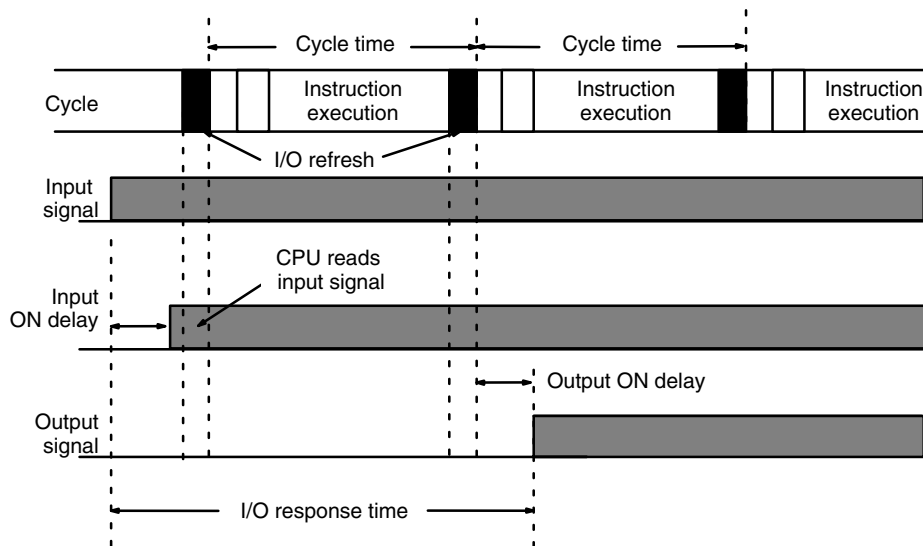 Cycle time
Cycle time
Cycle
Instruction
execution
Instruction
execution
Instruction
execution
I/O refresh
Input
signal
CPU reads
input signal
Input
ON delay
Output ON delay
Output
signal
I/O response time